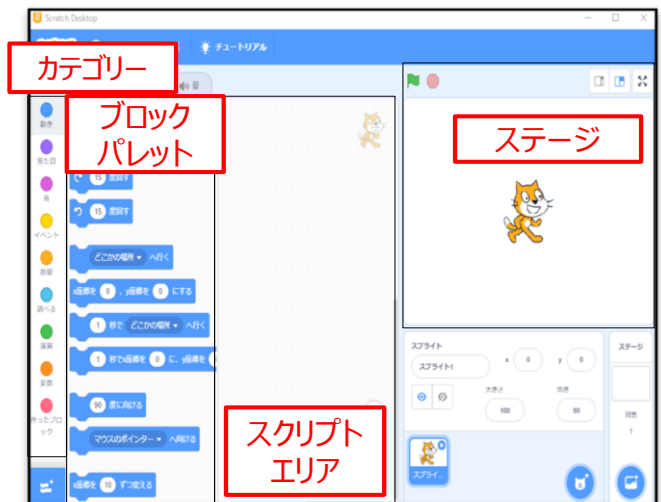 Scratch Desktop
チュートリアル
カテゴリー
ブロック
パレット
ステージ
スクリプト
エリア
動き
見た目
音
イベント
制御
調べる
演算
変数
作ったブロ
ック
15 度回す
15 度回す
どこかの場所 へ行く
x座標を 0 、y座標を 0 にする
1 秒で どこかの場所 へ行く
1 秒でx座標を 0 に、y座標を 0
90 度に向ける
マウスのポインター へ向ける
x座標を 10 ずつ変える
スプライト
スプライト1
x 0 y 0
大きさ 向き
100 90
スプライ...
ステージ
背景
1